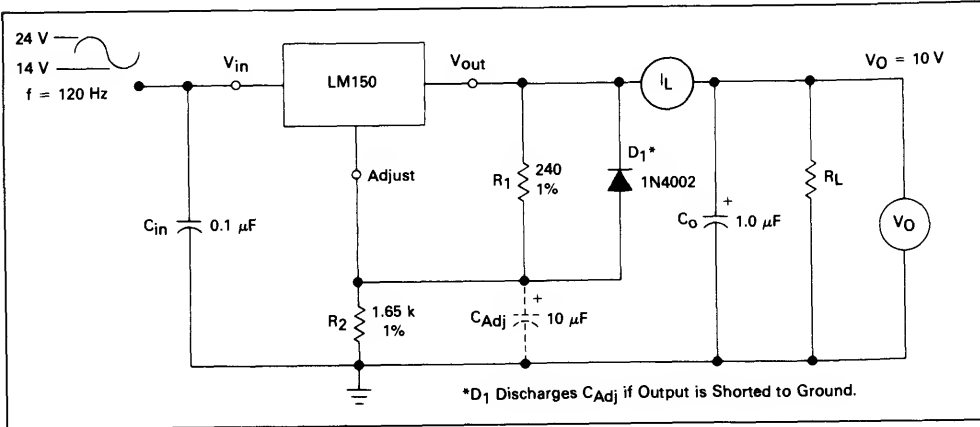 24 V
14 V
f = 120 Hz
Vin
LM150
Vout
IL
VO = 10 V
Adjust
R1
240
1%
D1*
1N4002
Cin
0.1 μF
R2
1.65 k
1%
CAdj
+
10 μF
Co
+
1.0 μF
RL
VO
*D1 Discharges CAdj if Output is Shorted to Ground.